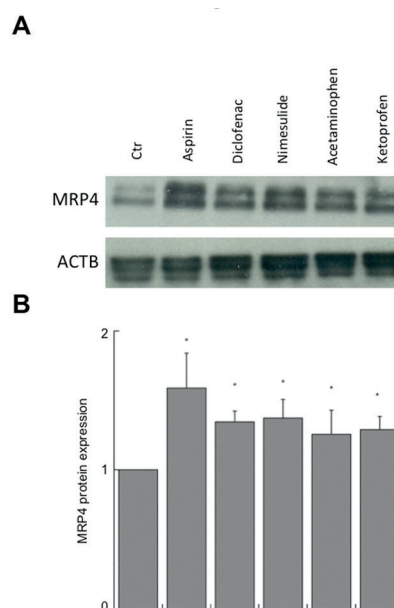 A
Ctr
Aspirin
Diclofenac
Nimesulide
Acetaminophen
Ketoprofen
MRP4
ACTB
B
MRP4 protein expression
2
*
*
*
*
*
1
0